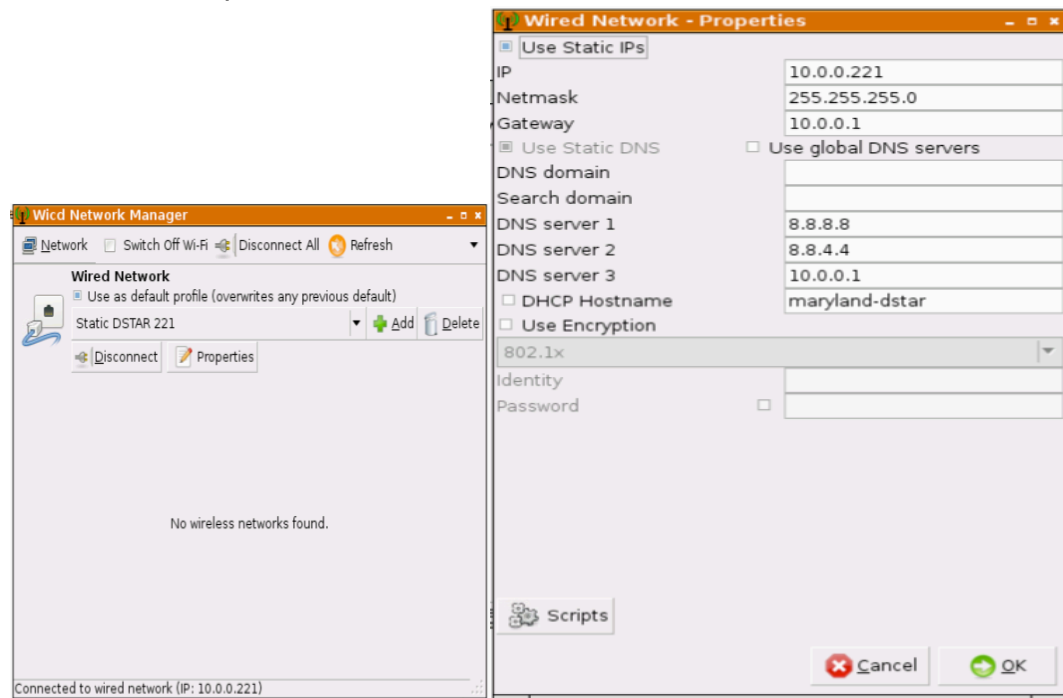 Wicd Network Manager
Network Switch Off Wi-Fi Disconnect All Refresh
Wired Network
Use as default profile (overwrites any previous default)
Static DSTAR 221 Add Delete
Disconnect Properties
No wireless networks found.
Connected to wired network (IP: 10.0.0.221)
Wired Network - Properties
Use Static IPs
IP 10.0.0.221
Netmask 255.255.255.0
Gateway 10.0.0.1
Use Static DNS Use global DNS servers
DNS domain
Search domain
DNS server 1 8.8.8.8
DNS server 2 8.8.4.4
DNS server 3 10.0.0.1
DHCP Hostname maryland-dstar
Use Encryption
802.1x
Identity
Password
Scripts
Cancel OK